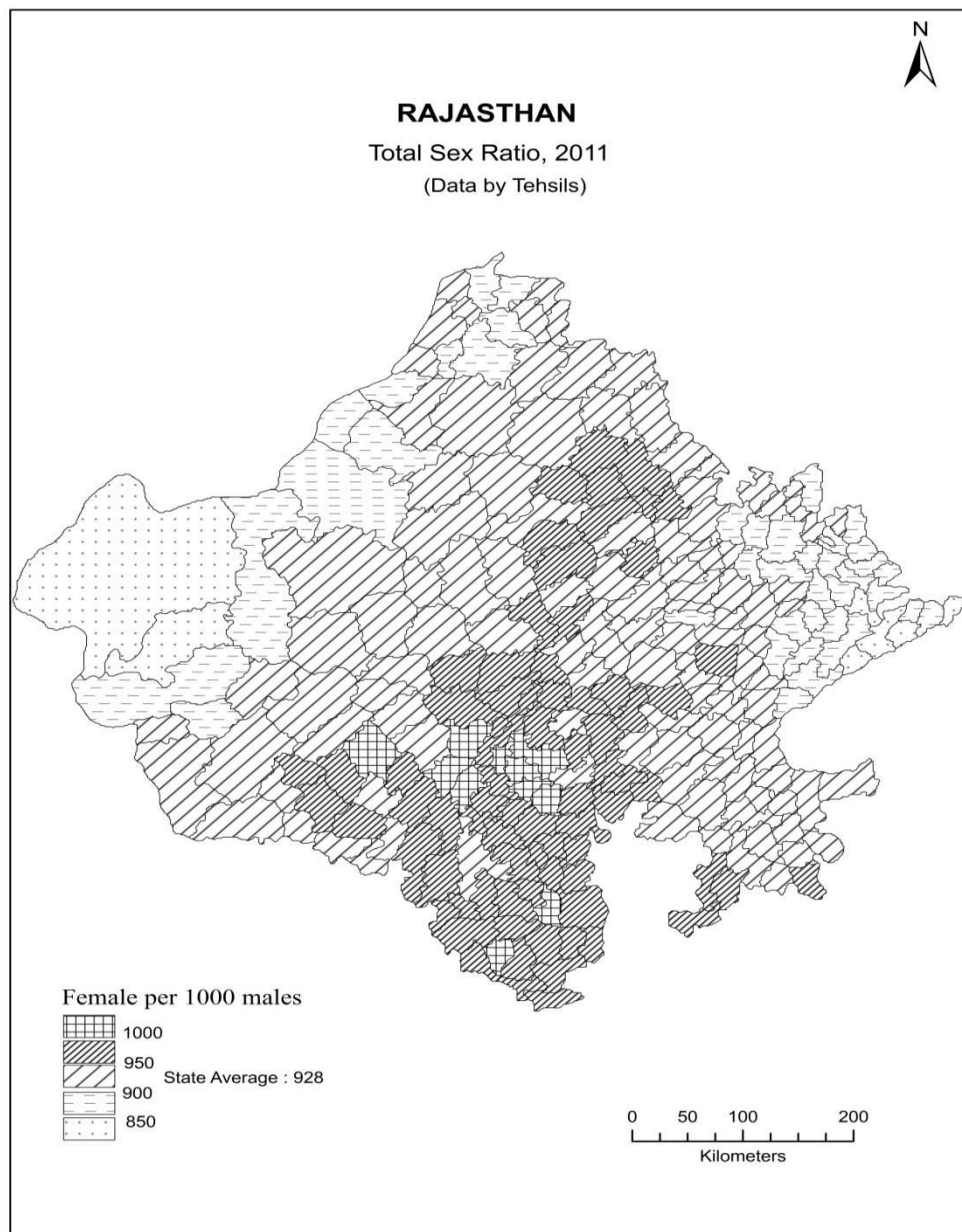 N
RAJASTHAN
Total Sex Ratio, 2011
(Data by Tehsils)
Female per 1000 males
1000
950
State Average : 928
900
850
0 50 100 200
Kilometers